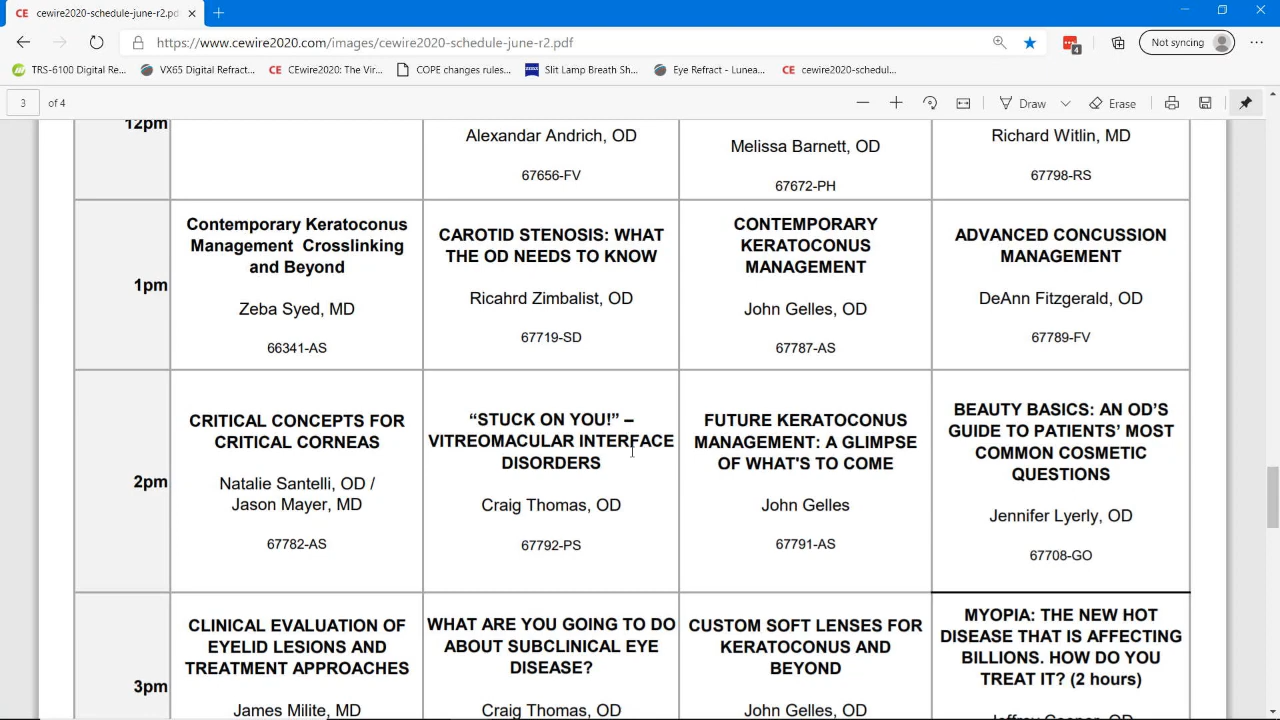 CE cewire2020-schedule-june-r2.pd
https://www.cewire2020.com/images/cewire2020-schedule-june-r2.pdf
4
Not syncing
TRS-6100 Digital Re...
VX65 Digital Refract...
CE CEwire2020: The Vir...
COPE changes rules...
ZEISS Slit Lamp Breath Sh...
Eye Refract - Lunea...
CE cewire2020-schedul...
3 of 4
Draw
Erase
12pm
Alexandar Andrich, OD
67656-FV
Melissa Barnett, OD
67672-PH
Richard Witlin, MD
67798-RS
1pm
Contemporary Keratoconus
Management Crosslinking
and Beyond
Zeba Syed, MD
66341-AS
CAROTID STENOSIS: WHAT
THE OD NEEDS TO KNOW
Ricahrd Zimbalist, OD
67719-SD
CONTEMPORARY
KERATOCONUS
MANAGEMENT
John Gelles, OD
67787-AS
ADVANCED CONCUSSION
MANAGEMENT
DeAnn Fitzgerald, OD
67789-FV
2pm
CRITICAL CONCEPTS FOR
CRITICAL CORNEAS
Natalie Santelli, OD /
Jason Mayer, MD
67782-AS
“STUCK ON YOU!” –
VITREOMACULAR INTERFACE
DISORDERS
Craig Thomas, OD
67792-PS
FUTURE KERATOCONUS
MANAGEMENT: A GLIMPSE
OF WHAT'S TO COME
John Gelles
67791-AS
BEAUTY BASICS: AN OD’S
GUIDE TO PATIENTS’ MOST
COMMON COSMETIC
QUESTIONS
Jennifer Lyerly, OD
67708-GO
3pm
CLINICAL EVALUATION OF
EYELID LESIONS AND
TREATMENT APPROACHES
James Milite, MD
WHAT ARE YOU GOING TO DO
ABOUT SUBCLINICAL EYE
DISEASE?
Craig Thomas, OD
CUSTOM SOFT LENSES FOR
KERATOCONUS AND
BEYOND
John Gelles, OD
MYOPIA: THE NEW HOT
DISEASE THAT IS AFFECTING
BILLIONS. HOW DO YOU
TREAT IT? (2 hours)